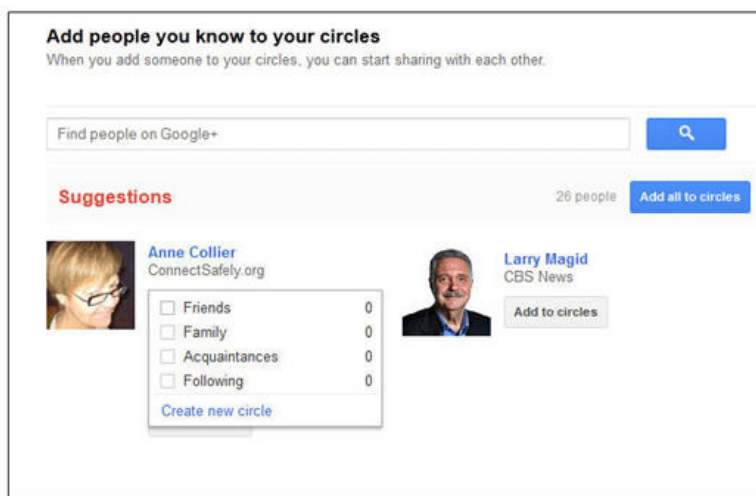 Add people you know to your circles
When you add someone to your circles, you can start sharing with each other.
Find people on Google+
Suggestions
26 people
Add all to circles
Anne Collier
ConnectSafely.org
Friends 0
Family 0
Acquaintances 0
Following 0
Create new circle
Larry Magid
CBS News
Add to circles